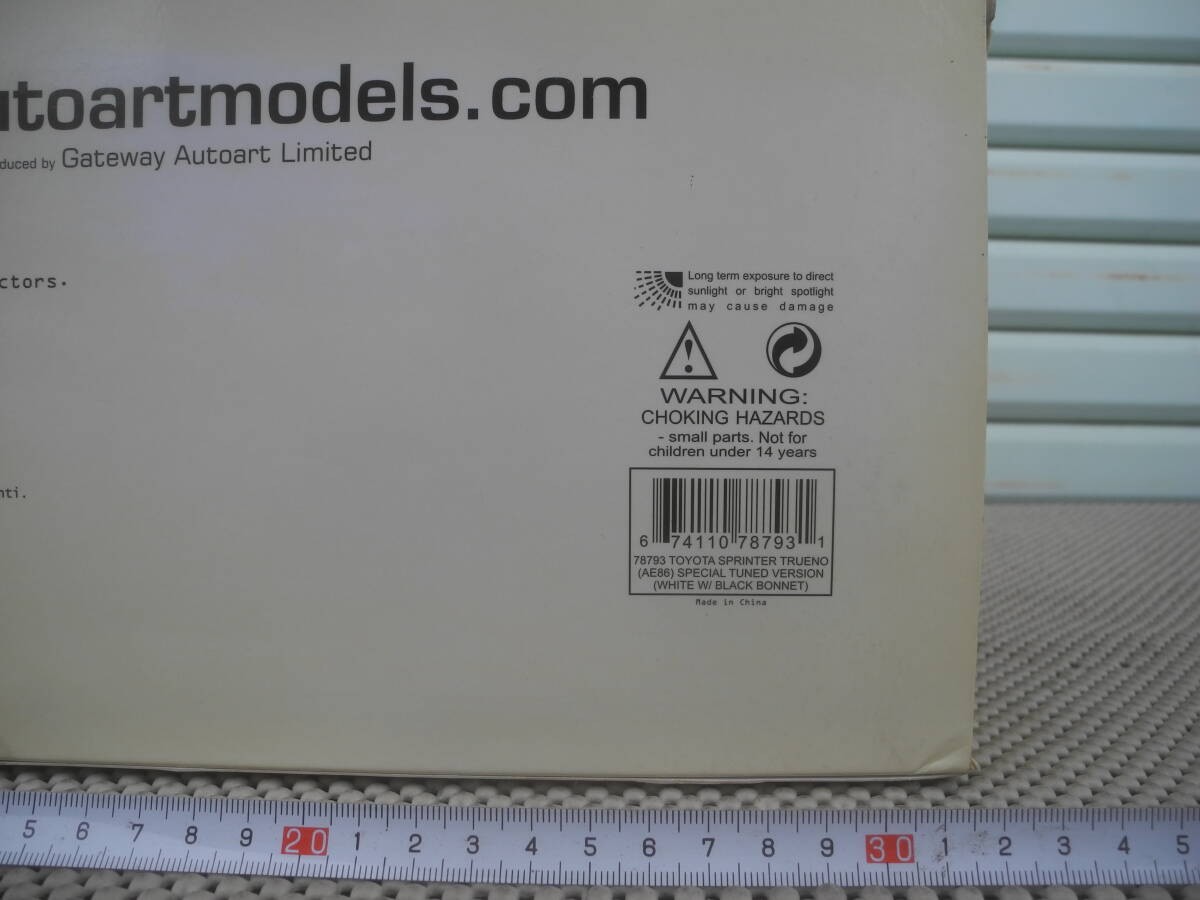 utoartmodels.com
duced by Gateway Autoart Limited
ctors.
Long term exposure to direct
sunlight or bright spotlight
may cause damage
WARNING:
CHOKING HAZARDS
- small parts. Not for
children under 14 years
nti.
6 74110 78793 1
78793 TOYOTA SPRINTER TRUENO
(AE86) SPECIAL TUNED VERSION
(WHITE W/ BLACK BONNET)
Made in China
5 6 7 8 9 20 1 2 3 4 5 6 7 8 9 30 1 2 3 4 5